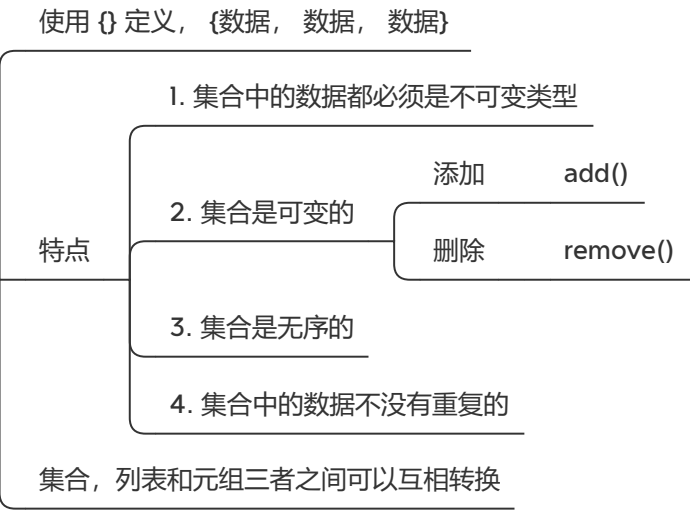 使用 {} 定义， {数据， 数据， 数据}
1. 集合中的数据都必须是不可变类型
添加 add()
2. 集合是可变的
特点
删除 remove()
3. 集合是无序的
4. 集合中的数据不没有重复的
集合，列表和元组三者之间可以互相转换